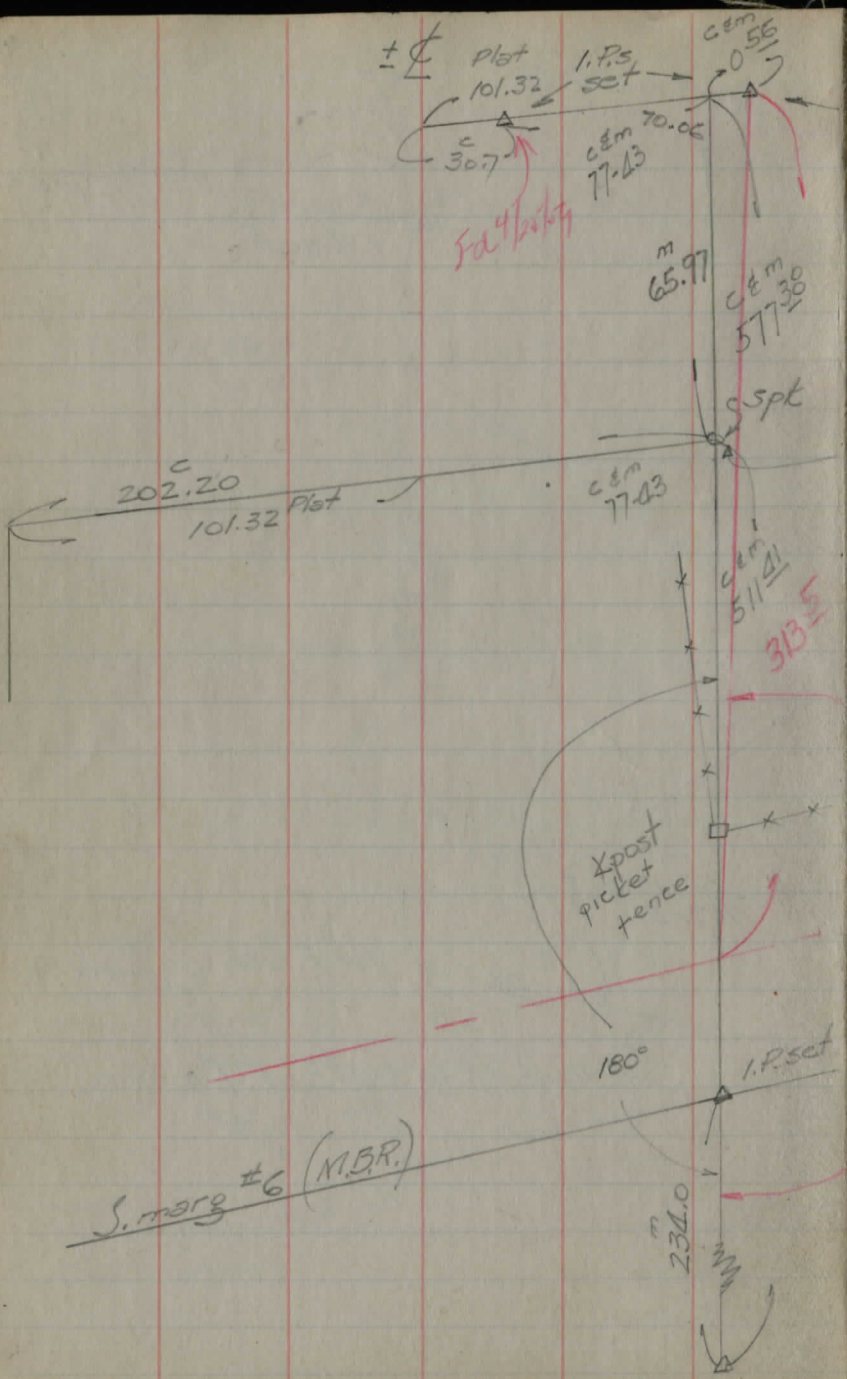 ± ℄
Plat
101.32
I.P.s
set
c & m
0 56
c
30.7
c & m
77.43
70.06
Fd 4/20/67
m
65.97
c & m
577 30
Spk
c
202.20
101.32 Plat
c & m
77.43
c & m
511 41
313 5
post
picket
fence
180°
I.P. set
S. marg #6 (M.B.R.)
m
234.0